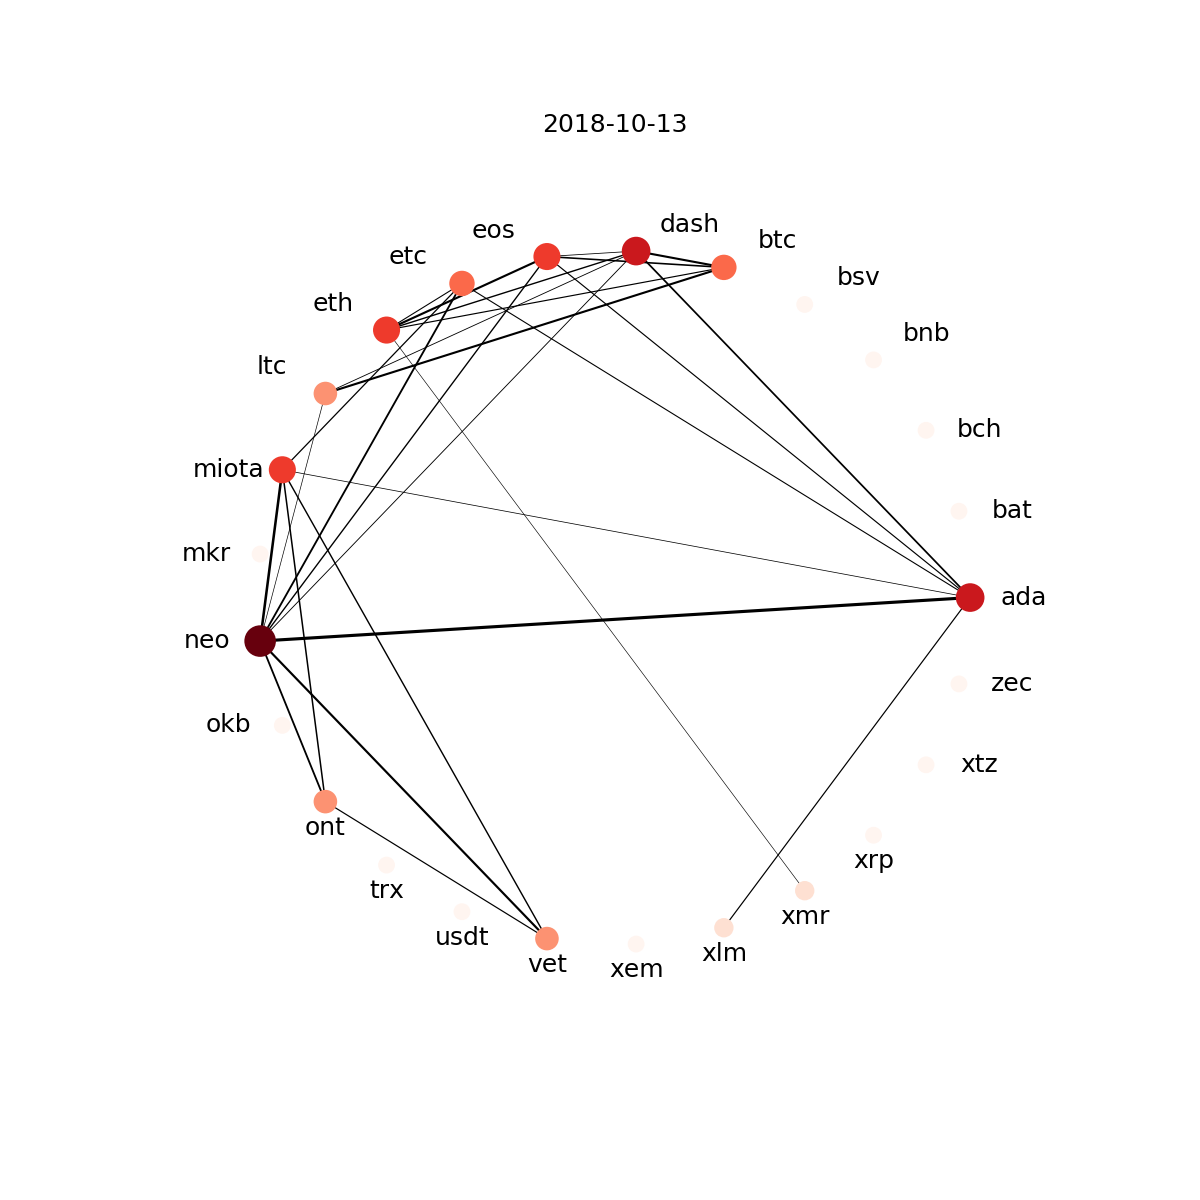 2018-10-13
dash
eos
btc
etc
bsv
eth
bnb
ltc
bch
miota
bat
mkr
ada
neo
zec
okb
xtz
ont
xrp
trx
xmr
usdt
xlm
vet
xem